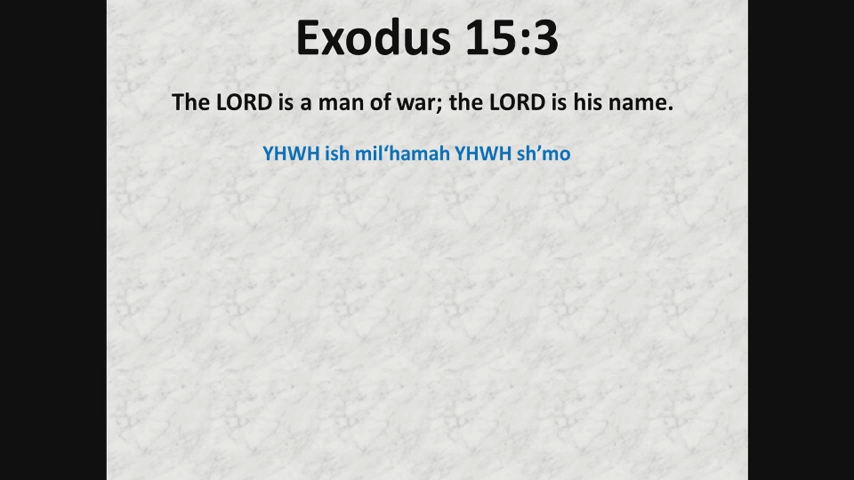 Exodus 15:3
The LORD is a man of war; the LORD is his name.
YHWH ish mil‘hamah YHWH sh’mo